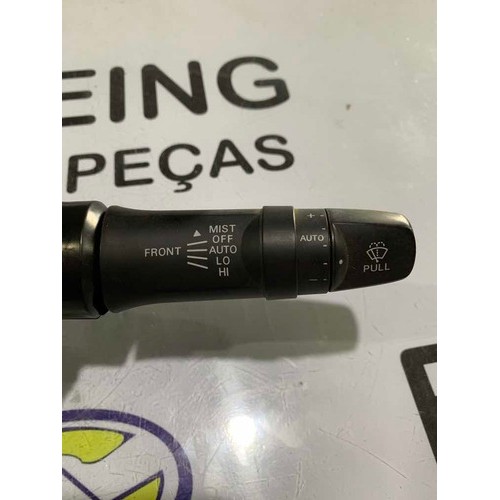 EING
PEÇAS
MIST
OFF
FRONT AUTO
LO
HI
+
AUTO
-
PULL